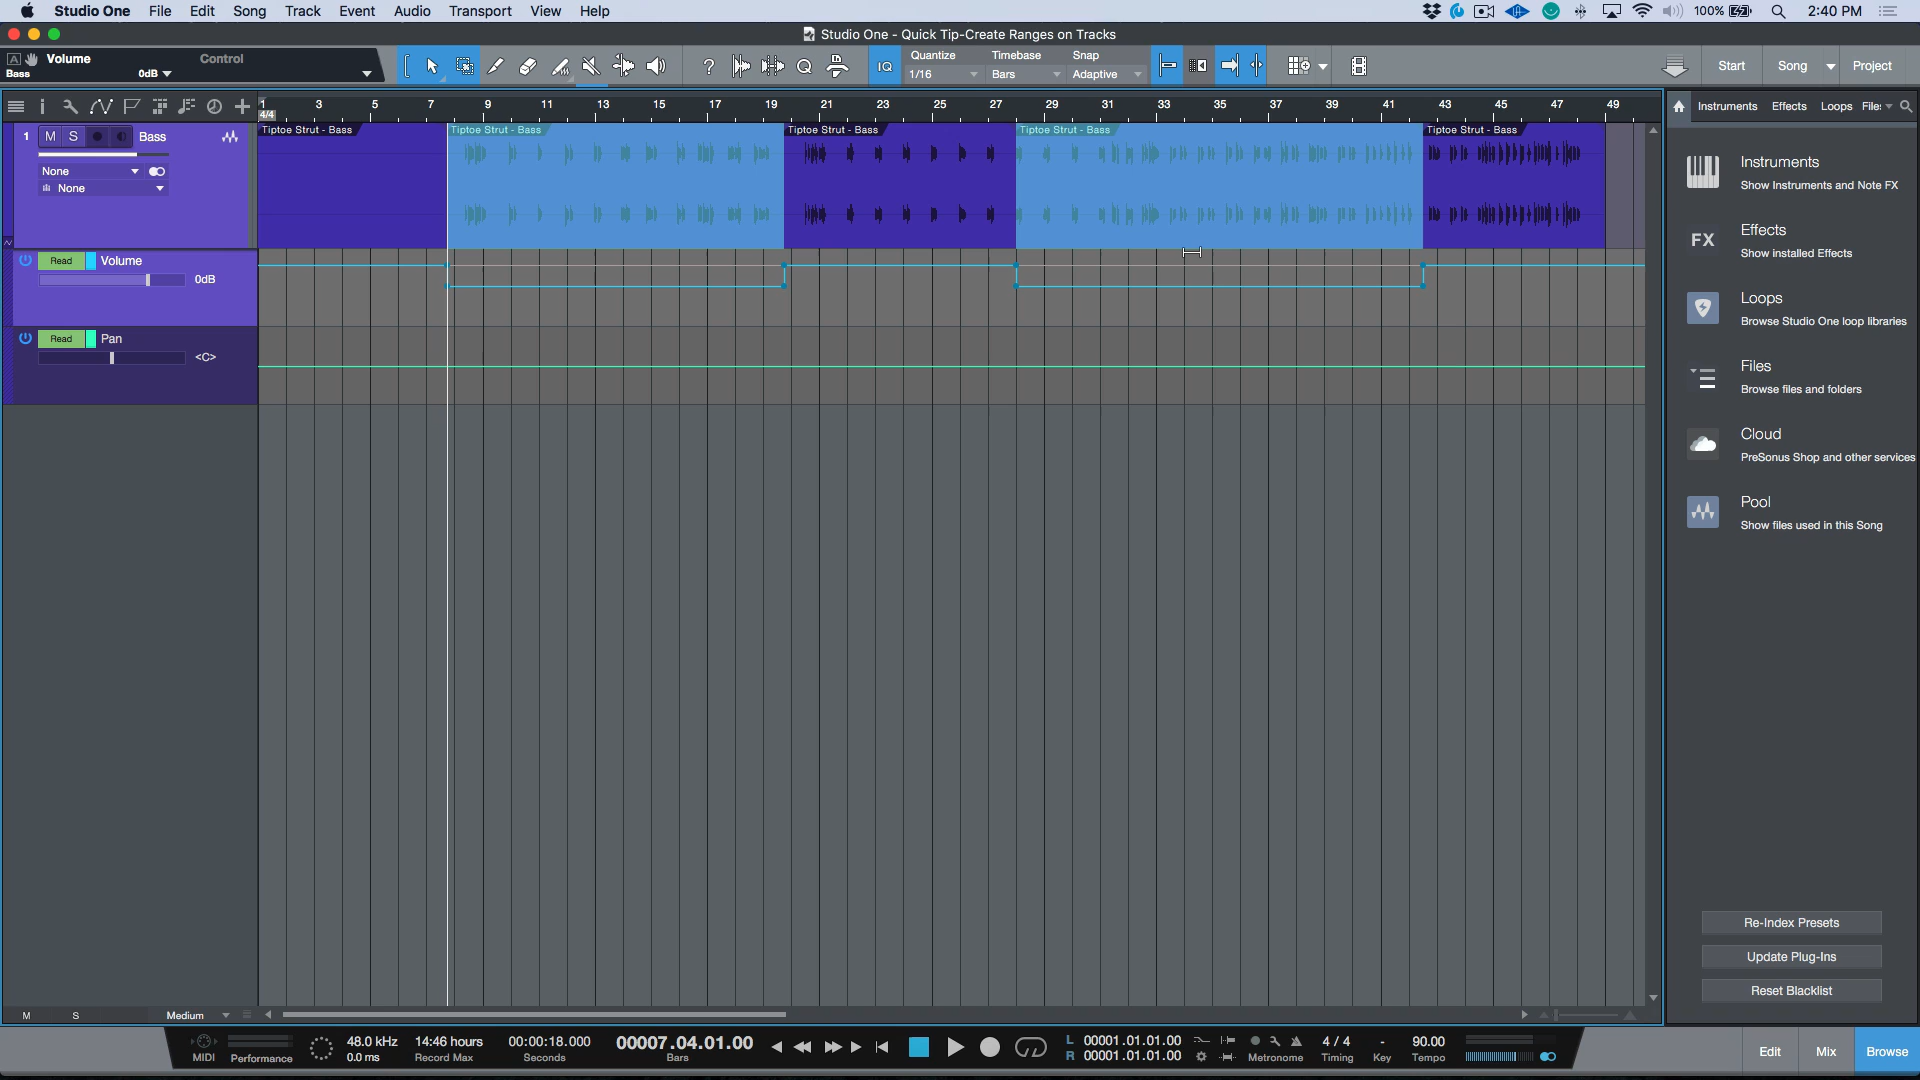 Studio One File Edit Song Track Event Audio Transport View Help 100% 2:40 PM
Studio One - Quick Tip-Create Ranges on Tracks
A Volume Control
Bass 0dB
? Q IQ
Quantize Timebase Snap
1/16 Bars Adaptive
Start Song Project
1 3 5 7 9 11 13 15 17 19 21 23 25 27 29 31 33 35 37 39 41 43 45 47 49
4/4
Instruments Effects Loops Files
1 M S Bass
None
None
Tiptoe Strut - Bass Tiptoe Strut - Bass Tiptoe Strut - Bass Tiptoe Strut - Bass Tiptoe Strut - Bass
Read Volume
0dB
Read Pan
<C>
Instruments
Show Instruments and Note FX
FX
Effects
Show installed Effects
Loops
Browse Studio One loop libraries
Files
Browse files and folders
Cloud
PreSonus Shop and other services
Pool
Show files used in this Song
Re-Index Presets
Update Plug-Ins
Reset Blacklist
M S Medium
MIDI
Performance
48.0 kHz
0.0 ms
14:46 hours
Record Max
00:00:18.000
Seconds
00007.04.01.00
Bars
L 00001.01.01.00
R 00001.01.01.00
Metronome
4 / 4
Timing
-
Key
90.00
Tempo
Edit Mix Browse